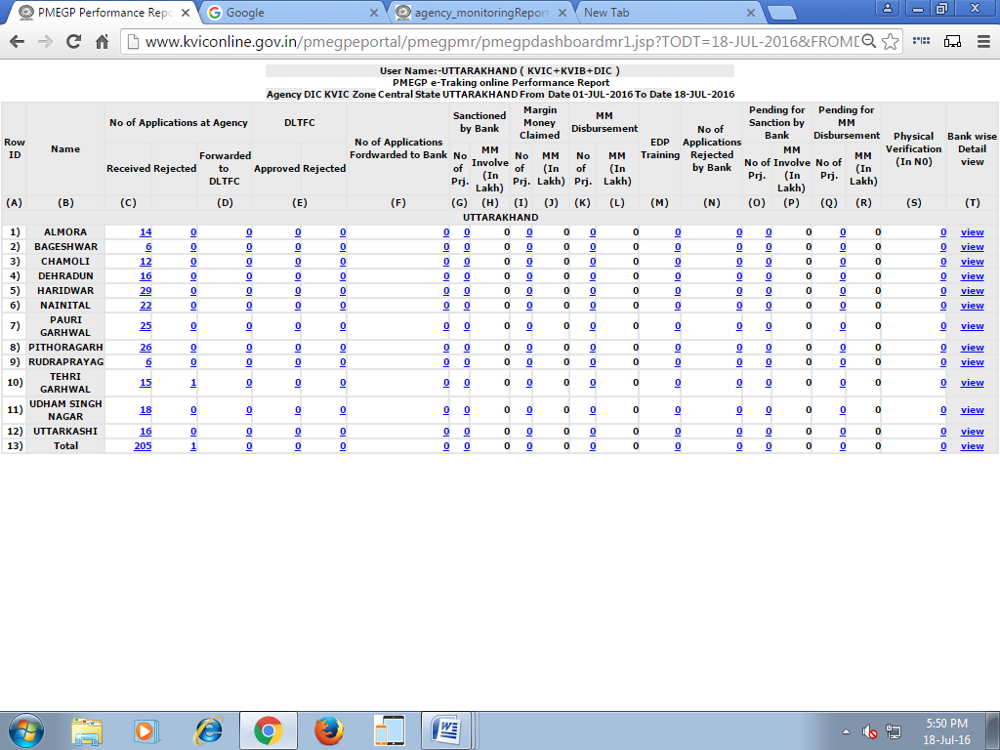 PMEGP Performance Repo
Google
agency_monitoringReport
New Tab
www.kviconline.gov.in/pmegpeportal/pmegpmr/pmegpdashboardmr1.jsp?TODT=18-JUL-2016&FROMD
User Name:-UTTARAKHAND ( KVIC+KVIB+DIC )
PMEGP e-Traking online Performance Report
Agency DIC KVIC Zone Central State UTTARAKHAND From Date 01-JUL-2016 To Date 18-JUL-2016
Row ID Name No of Applications at Agency DLTFC No of Applications Fordwarded to Bank Sanctioned by Bank Margin Money Claimed MM Disbursement EDP Training No of Applications Rejected by Bank Pending for Sanction by Bank Pending for MM Disbursement Physical Verification (In N0) Bank wise Detail view
Received Rejected Forwarded to DLTFC Approved Rejected No of Prj. MM Involve (In Lakh) No of Prj. MM (In Lakh) No of Prj. MM (In Lakh) No of Prj. MM Involve (In Lakh) No of Prj. MM (In Lakh)
(A) (B) (C) (D) (E) (F) (G) (H) (I) (J) (K) (L) (M) (N) (O) (P) (Q) (R) (S) (T)
UTTARAKHAND
1) ALMORA 14 0 0 0 0 0 0 0 0 0 0 0 0 0 0 0 0 0 0 view
2) BAGESHWAR 6 0 0 0 0 0 0 0 0 0 0 0 0 0 0 0 0 0 0 view
3) CHAMOLI 12 0 0 0 0 0 0 0 0 0 0 0 0 0 0 0 0 0 0 view
4) DEHRADUN 16 0 0 0 0 0 0 0 0 0 0 0 0 0 0 0 0 0 0 view
5) HARIDWAR 29 0 0 0 0 0 0 0 0 0 0 0 0 0 0 0 0 0 0 view
6) NAINITAL 22 0 0 0 0 0 0 0 0 0 0 0 0 0 0 0 0 0 0 view
7) PAURI GARHWAL 25 0 0 0 0 0 0 0 0 0 0 0 0 0 0 0 0 0 0 view
8) PITHORAGARH 26 0 0 0 0 0 0 0 0 0 0 0 0 0 0 0 0 0 0 view
9) RUDRAPRAYAG 6 0 0 0 0 0 0 0 0 0 0 0 0 0 0 0 0 0 0 view
10) TEHRI GARHWAL 15 1 0 0 0 0 0 0 0 0 0 0 0 0 0 0 0 0 0 view
11) UDHAM SINGH NAGAR 18 0 0 0 0 0 0 0 0 0 0 0 0 0 0 0 0 0 0 view
12) UTTARKASHI 16 0 0 0 0 0 0 0 0 0 0 0 0 0 0 0 0 0 0 view
13) Total 205 1 0 0 0 0 0 0 0 0 0 0 0 0 0 0 0 0 0 view
5:50 PM
18-Jul-16